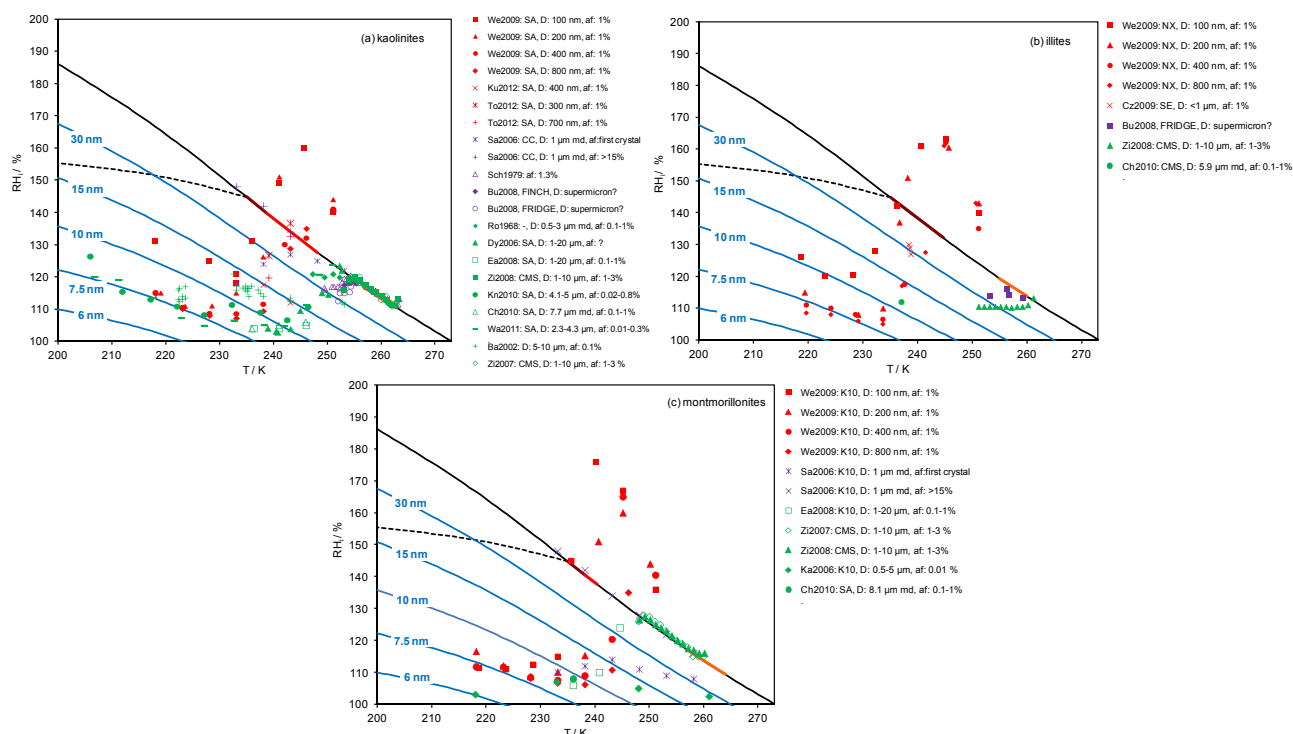 (a) kaolinites
RHi / %
200
190
180
170
160
150
140
130
120
110
100
30 nm
15 nm
10 nm
7.5 nm
6 nm
200 210 220 230 240 250 260 270
T / K
We2009: SA, D: 100 nm, af: 1%
We2009: SA, D: 200 nm, af: 1%
We2009: SA, D: 400 nm, af: 1%
We2009: SA, D: 800 nm, af: 1%
Ku2012: SA, D: 400 nm, af: 1%
To2012: SA, D: 300 nm, af: 1%
To2012: SA, D: 700 nm, af: 1%
Sa2006: CC, D: 1 µm md, af:first crystal
Sa2006: CC, D: 1 µm md, af: >15%
Sch1979: af: 1.3%
Bu2008, FINCH, D: supermicron?
Bu2008, FRIDGE, D: supermicron?
Ro1968: -, D: 0.5-3 µm md, af: 0.1-1%
Dy2006: SA, D: 1-20 µm, af: ?
Ea2008: SA, D: 1-20 µm, af: 0.1-1%
Zi2008: CMS, D: 1-10 µm, af: 1-3%
Kn2010: SA, D: 4.1-5 µm, af: 0.02-0.8%
Ch2010: SA, D: 7.7 µm md, af: 0.1-1%
Wa2011: SA, D: 2.3-4.3 µm, af: 0.01-0.3%
Ba2002: D: 5-10 µm, af: 0.1%
Zi2007: CMS, D: 1-10 µm, af: 1-3 %
(b) illites
RHi / %
200
190
180
170
160
150
140
130
120
110
100
30 nm
15 nm
10 nm
7.5 nm
6 nm
200 210 220 230 240 250 260 270
T / K
We2009: NX, D: 100 nm, af: 1%
We2009: NX, D: 200 nm, af: 1%
We2009: NX, D: 400 nm, af: 1%
We2009: NX, D: 800 nm, af: 1%
Cz2009: SE, D: <1 µm, af: 1%
Bu2008, FRIDGE, D: supermicron?
Zi2008: CMS, D: 1-10 µm, af: 1-3%
Ch2010: CMS, D: 5.9 µm md, af: 0.1-1%
(c) montmorillonites
RHi / %
200
190
180
170
160
150
140
130
120
110
100
30 nm
15 nm
10 nm
7.5 nm
6 nm
200 210 220 230 240 250 260 270
T / K
We2009: K10, D: 100 nm, af: 1%
We2009: K10, D: 200 nm, af: 1%
We2009: K10, D: 400 nm, af: 1%
We2009: K10, D: 800 nm, af: 1%
Sa2006: K10, D: 1 µm md, af:first crystal
Sa2006: K10, D: 1 µm md, af: >15%
Ea2008: K10, D: 1-20 µm, af: 0.1-1%
Zi2007: CMS, D: 1-10 µm, af: 1-3 %
Zi2008: CMS, D: 1-10 µm, af: 1-3%
Ka2006: K10, D: 0.5-5 µm, af: 0.01 %
Ch2010: SA, D: 8.1 µm md, af: 0.1-1%